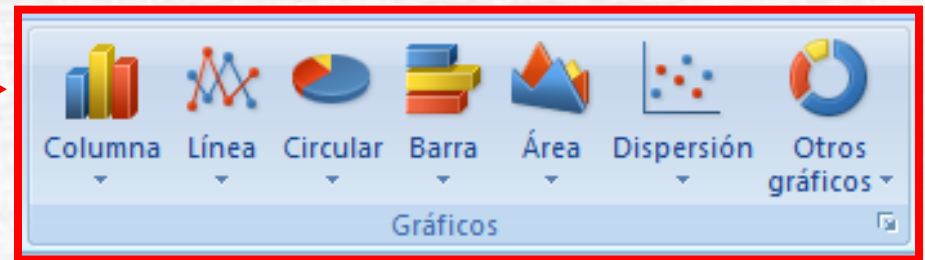 Columna Línea Circular Barra Área Dispersión Otros
gráficos
Gráficos